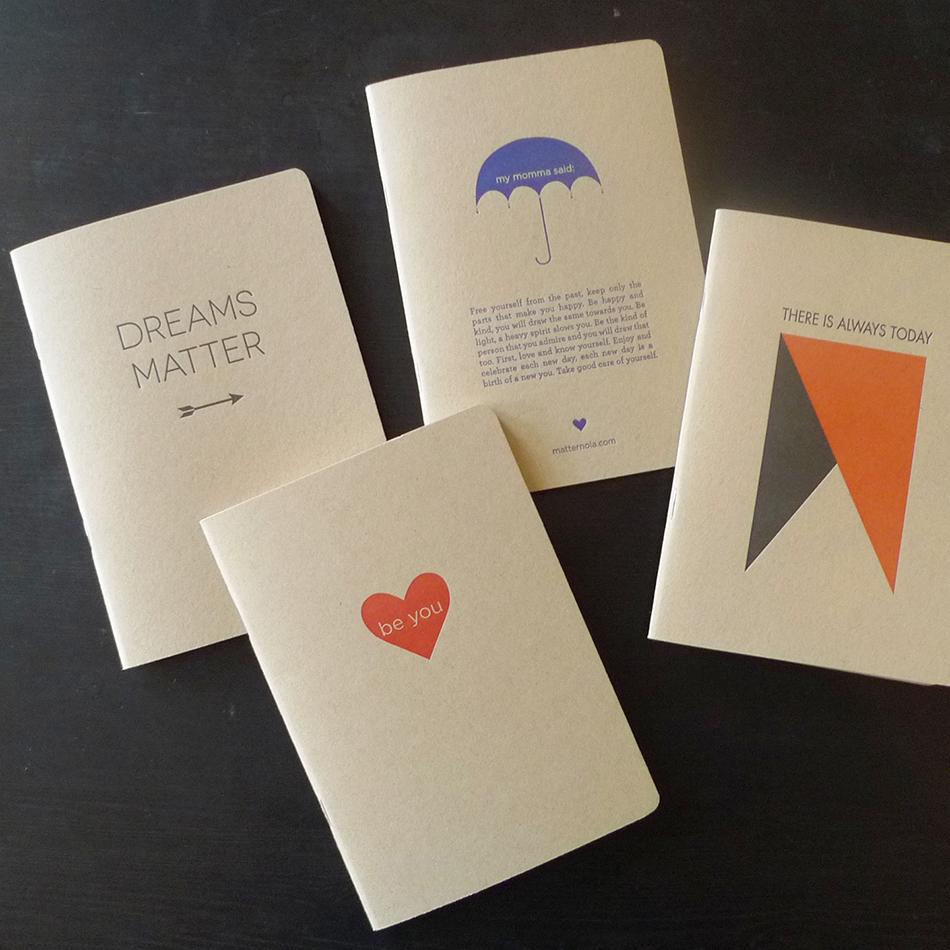 DREAMS
MATTER
my momma said:
Free yourself from the past, keep only the
parts that make you happy. Be happy and
kind, you will draw the same towards you. Be
light, a heavy spirit slows you. Be the kind of
person that you admire and you will draw that
too. First, love and know yourself. Enjoy and
celebrate each new day, each new day is a
birth of a new you. Take good care of yourself.
matternola.com
THERE IS ALWAYS TODAY
be you